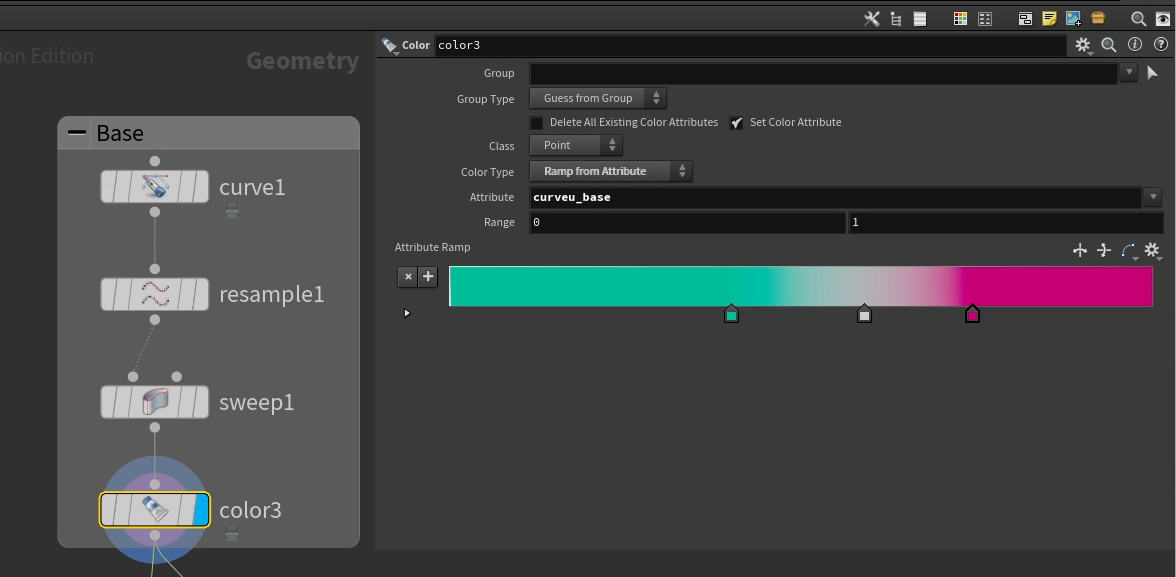 ion Edition
Geometry
Base
curve1
resample1
sweep1
color3
Color color3
Group
Group Type Guess from Group
Delete All Existing Color Attributes Set Color Attribute
Class Point
Color Type Ramp from Attribute
Attribute curveu_base
Range 0 1
Attribute Ramp